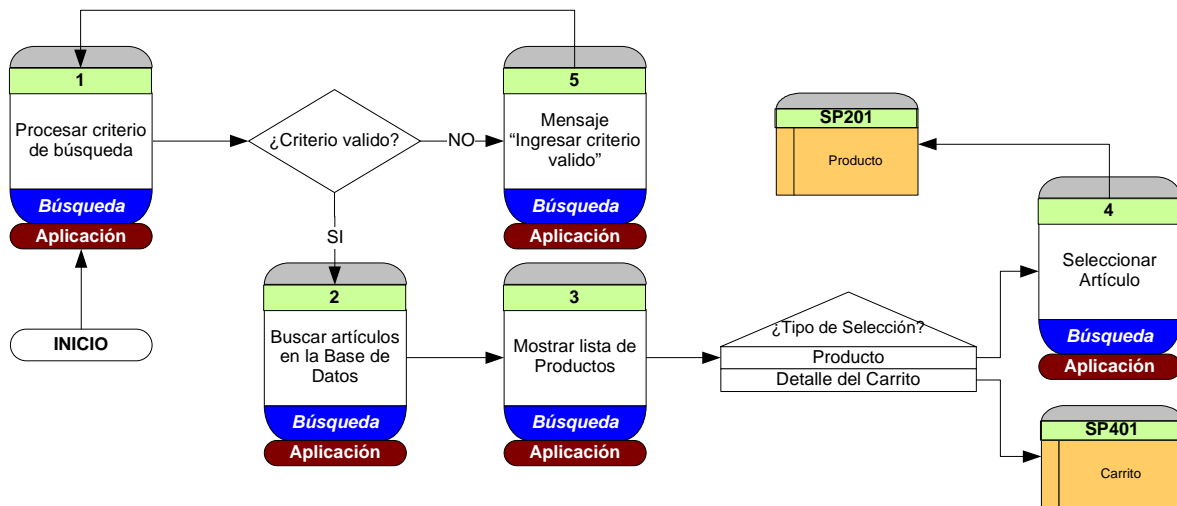 1
Procesar criterio
de búsqueda
Búsqueda
Aplicación
INICIO
¿Criterio valido?
NO
SI
5
Mensaje
“Ingresar criterio
valido”
Búsqueda
Aplicación
2
Buscar artículos
en la Base de
Datos
Búsqueda
Aplicación
3
Mostrar lista de
Productos
Búsqueda
Aplicación
¿Tipo de Selección?
Producto
Detalle del Carrito
SP201
Producto
4
Seleccionar
Artículo
Búsqueda
Aplicación
SP401
Carrito